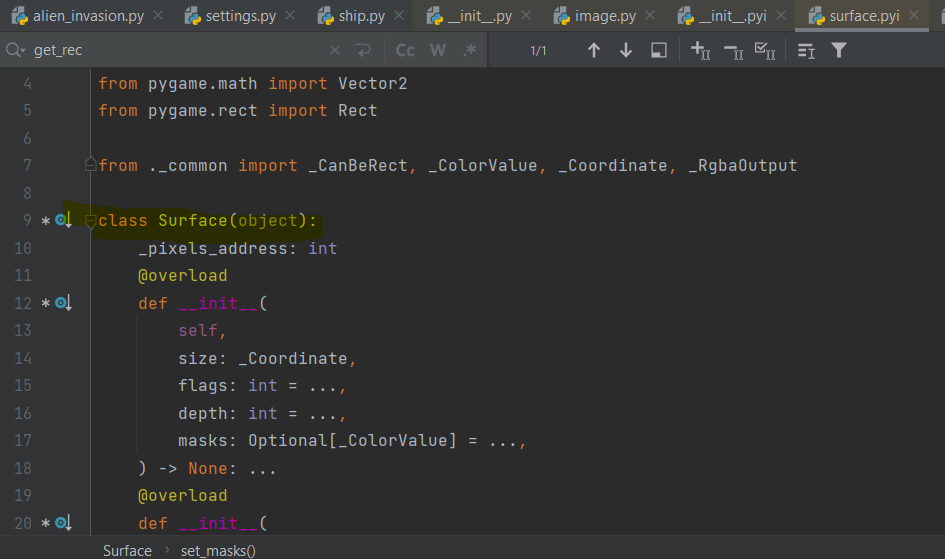 alien_invasion.py settings.py ship.py __init__.py image.py __init__.pyi surface.pyi
get_rec Cc W .* 1/1
4 from pygame.math import Vector2
5 from pygame.rect import Rect
6
7 from ._common import _CanBeRect, _ColorValue, _Coordinate, _RgbaOutput
8
9 * class Surface(object):
10 _pixels_address: int
11 @overload
12 * def __init__(
13 self,
14 size: _Coordinate,
15 flags: int = ...,
16 depth: int = ...,
17 masks: Optional[_ColorValue] = ...,
18 ) -> None: ...
19 @overload
20 * def __init__(
Surface › set_masks()